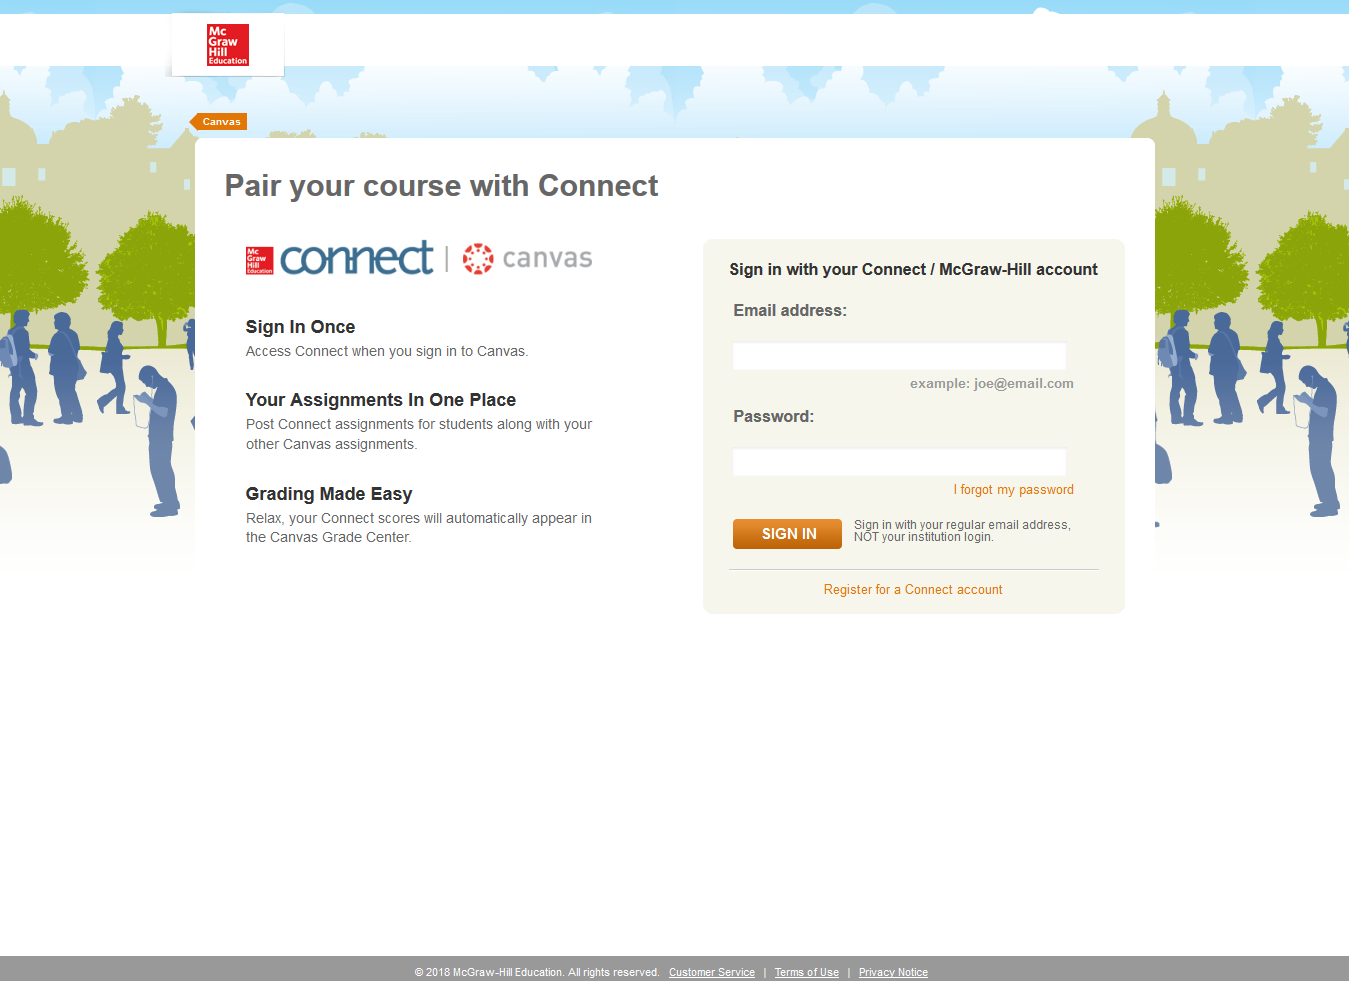 Mc
Graw
Hill
Education
Canvas
Pair your course with Connect
Mc
Graw
Hill
Education
connect | canvas
Sign In Once
Access Connect when you sign in to Canvas.
Your Assignments In One Place
Post Connect assignments for students along with your
other Canvas assignments.
Grading Made Easy
Relax, your Connect scores will automatically appear in
the Canvas Grade Center.
Sign in with your Connect / McGraw-Hill account
Email address:
example: joe@email.com
Password:
I forgot my password
SIGN IN
Sign in with your regular email address,
NOT your institution login.
Register for a Connect account
© 2018 McGraw-Hill Education. All rights reserved. Customer Service | Terms of Use | Privacy Notice